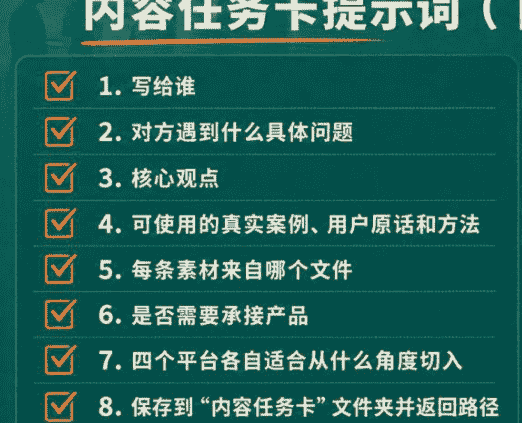 内容任务卡提示词（
1. 写给谁
2. 对方遇到什么具体问题
3. 核心观点
4. 可使用的真实案例、用户原话和方法
5. 每条素材来自哪个文件
6. 是否需要承接产品
7. 四个平台各自适合从什么角度切入
8. 保存到“内容任务卡”文件夹并返回路径